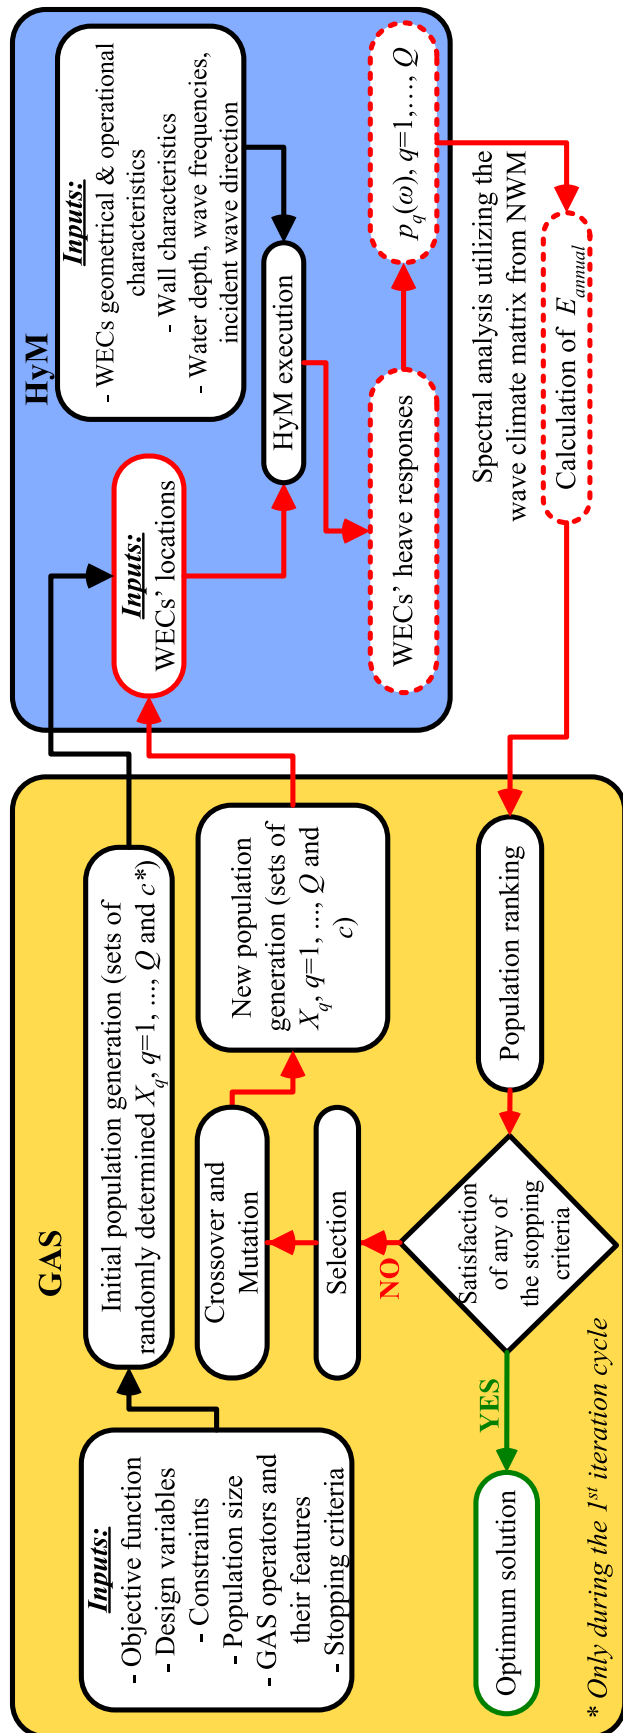 GAS
Inputs:
- Objective function
- Design variables
- Constraints
- Population size
- GAS operators and
their features
- Stopping criteria
Initial population generation (sets of
randomly determined X_q, q=1, ..., Q and c*)
Crossover and
Mutation
New population
generation (sets of
X_q, q=1, ..., Q and
c)
Selection
NO
Satisfaction
of any of
the stopping
criteria
Population ranking
YES
Optimum solution
* Only during the 1st iteration cycle
HyM
Inputs:
WECs' locations
Inputs:
- WECs geometrical & operational
characteristics
- Wall characteristics
- Water depth, wave frequencies,
incident wave direction
HyM execution
WECs' heave responses
p_q(ω), q=1,..., Q
Spectral analysis utilizing the
wave climate matrix from NWM
Calculation of E_annual